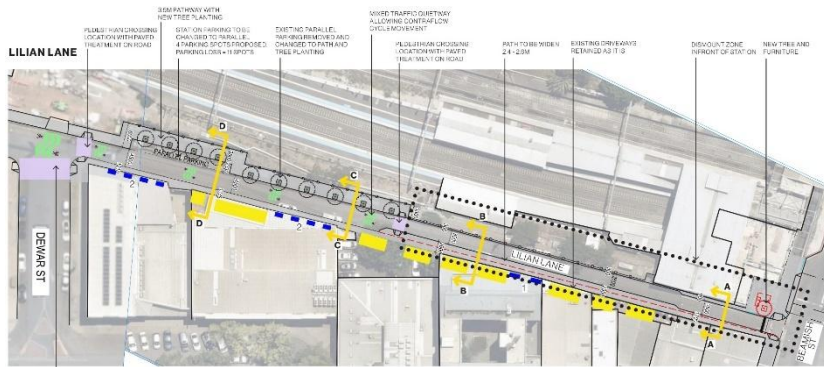 LILIAN LANE
PEDESTRIAN CROSSING
LOCATION WITH PAVED
TREATMENT ON ROAD
3.5M PATHWAY WITH
NEW TREE PLANTING
STATION PARKING TO BE
CHANGED TO PARALLEL
4 PARKING SPOTS PROPOSED
PARKING LOSS = 11 SPOTS
EXISTING PARALLEL
PARKING REMOVED AND
CHANGED TO PATH AND
TREE PLANTING
MIXED TRAFFIC QUIETWAY
ALLOWING CONTRAFLOW
CYCLE MOVEMENT
PEDESTRIAN CROSSING
LOCATION WITH PAVED
TREATMENT ON ROAD
PATH TO BE WIDEN
2.4 - 2.8M
EXISTING DRIVEWAYS
RETAINED AS IT IS
DISMOUNT ZONE
INFRONT OF STATION
NEW TREE AND
FURNITURE
D
PARALLEL PARKING
C
B
A
2
D
2
C
B
1
A
LILIAN LANE
DEWAR ST
BEAMISH
ST